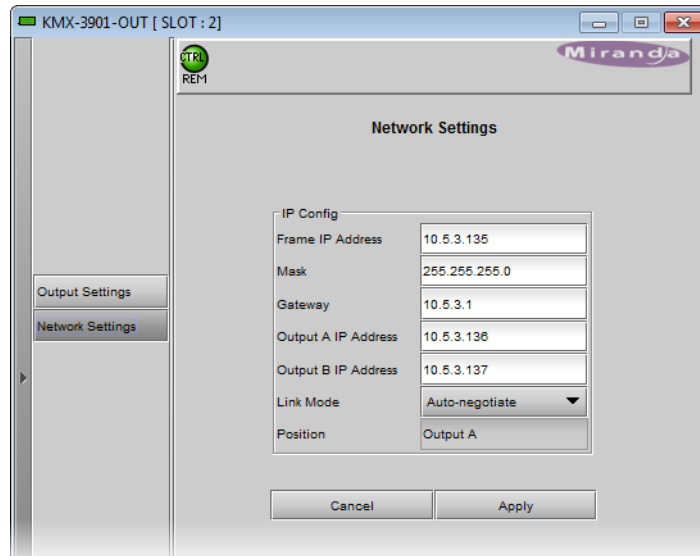 KMX-3901-OUT [ SLOT : 2]
CTRL
REM
Miranda
Network Settings
IP Config
Frame IP Address 10.5.3.135
Mask 255.255.255.0
Gateway 10.5.3.1
Output A IP Address 10.5.3.136
Output B IP Address 10.5.3.137
Link Mode Auto-negotiate
Position Output A
Output Settings
Network Settings
Cancel Apply